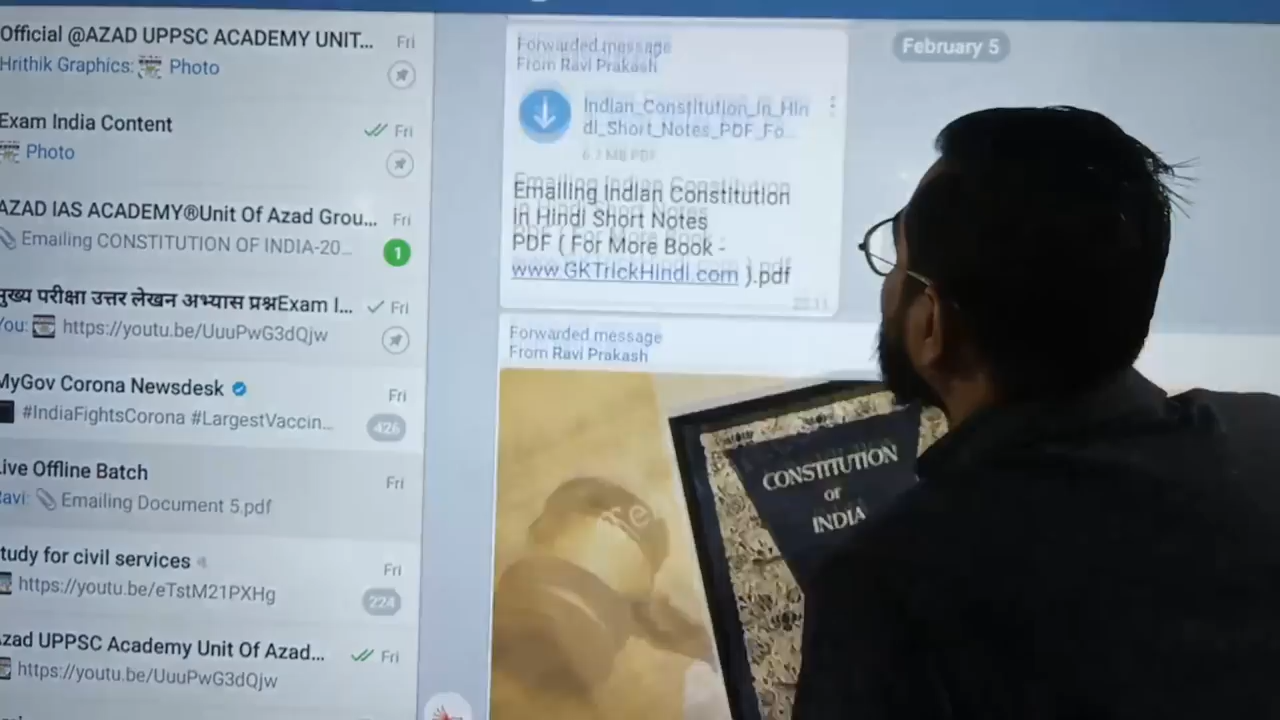 Official @AZAD UPPSC ACADEMY UNIT... Fri
Hrithik Graphics: Photo
Exam India Content Fri
Photo
AZAD IAS ACADEMY®Unit Of Azad Grou... Fri
Emailing CONSTITUTION OF INDIA-20... 1
मुख्य परीक्षा उत्तर लेखन अभ्यास प्रश्नExam I... Fri
You: https://youtu.be/UuuPwG3dQjw
MyGov Corona Newsdesk Fri
#IndiaFightsCorona #LargestVaccin... 426
Live Offline Batch Fri
Ravi: Emailing Document 5.pdf
tudy for civil services Fri
https://youtu.be/eTstM21PXHg 224
Azad UPPSC Academy Unit Of Azad... Fri
https://youtu.be/UuuPwG3dQjw
February 5
Forwarded message
From Ravi Prakash
Indian_Constitution_in_Hin
di_Short_Notes_PDF_Fo...
Emailing Indian Constitution
in Hindi Short Notes
PDF ( For More Book -
www.GKTrickHindi.com ).pdf
Forwarded message
From Ravi Prakash
CONSTITUTION
OF
INDIA